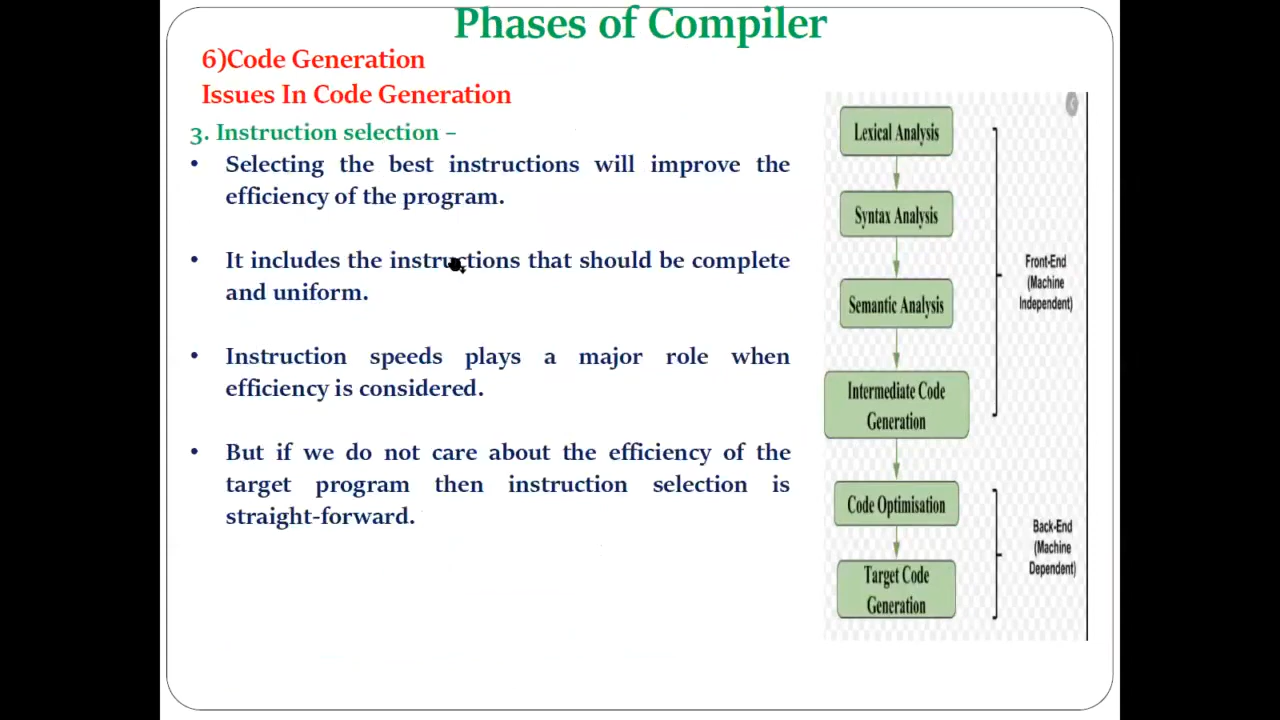 Phases of Compiler
6)Code Generation
Issues In Code Generation
3. Instruction selection –
• Selecting the best instructions will improve the
efficiency of the program.
• It includes the instructions that should be complete
and uniform.
• Instruction speeds plays a major role when
efficiency is considered.
• But if we do not care about the efficiency of the
target program then instruction selection is
straight-forward.
Lexical Analysis
Syntax Analysis
Semantic Analysis
Intermediate Code
Generation
Code Optimisation
Target Code
Generation
Front-End
(Machine
Independent)
Back-End
(Machine
Dependent)